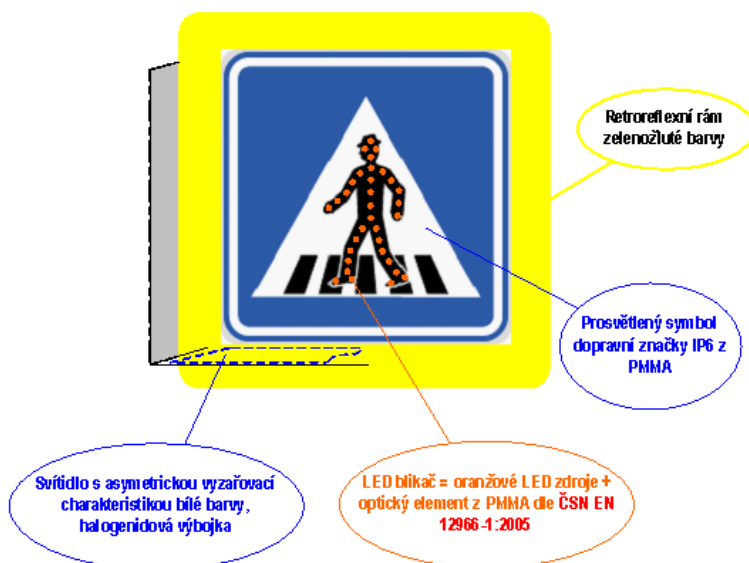 Retroreflexní rám
zelenožluté barvy
Prosvětlený symbol
dopravní značky IP6 z
PMMA
Svítidlo s asymetrickou vyzařovací
charakteristikou bílé barvy,
halogenidová výbojka
LED blikač = oranžové LED zdroje +
optický element z PMMA dle ČSN EN
12966-1:2005